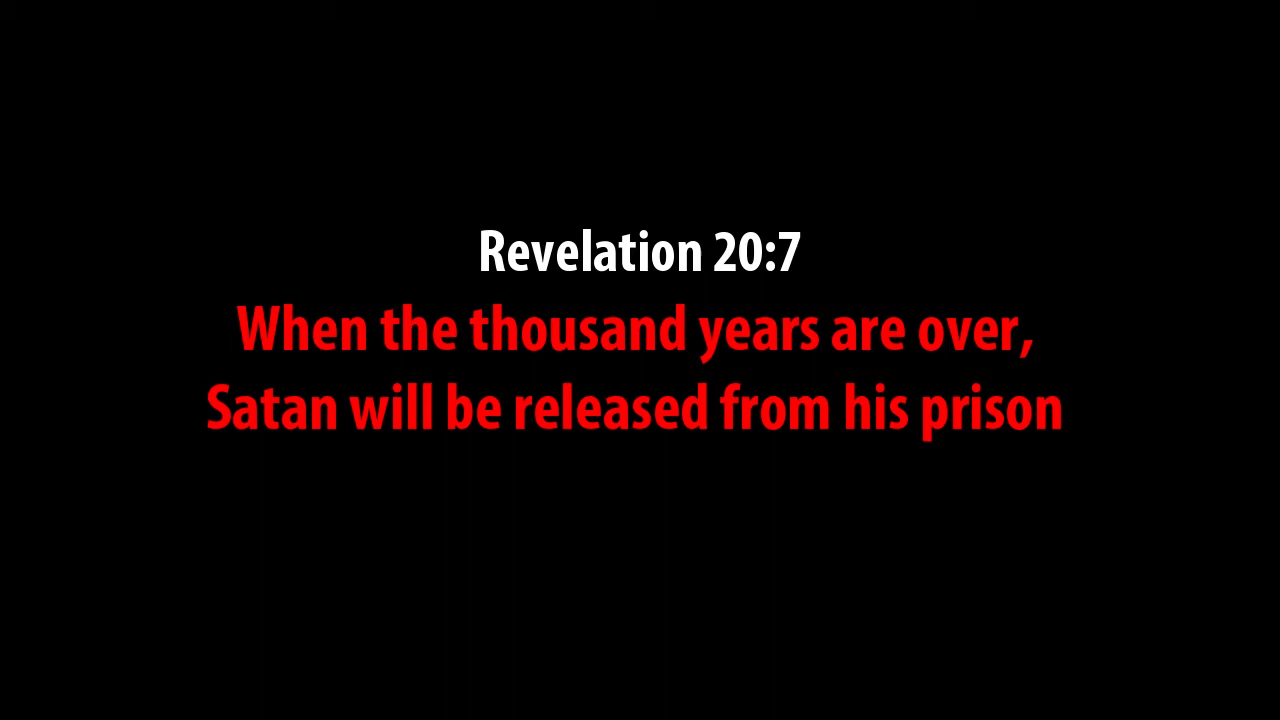 Revelation 20:7
When the thousand years are over,
Satan will be released from his prison